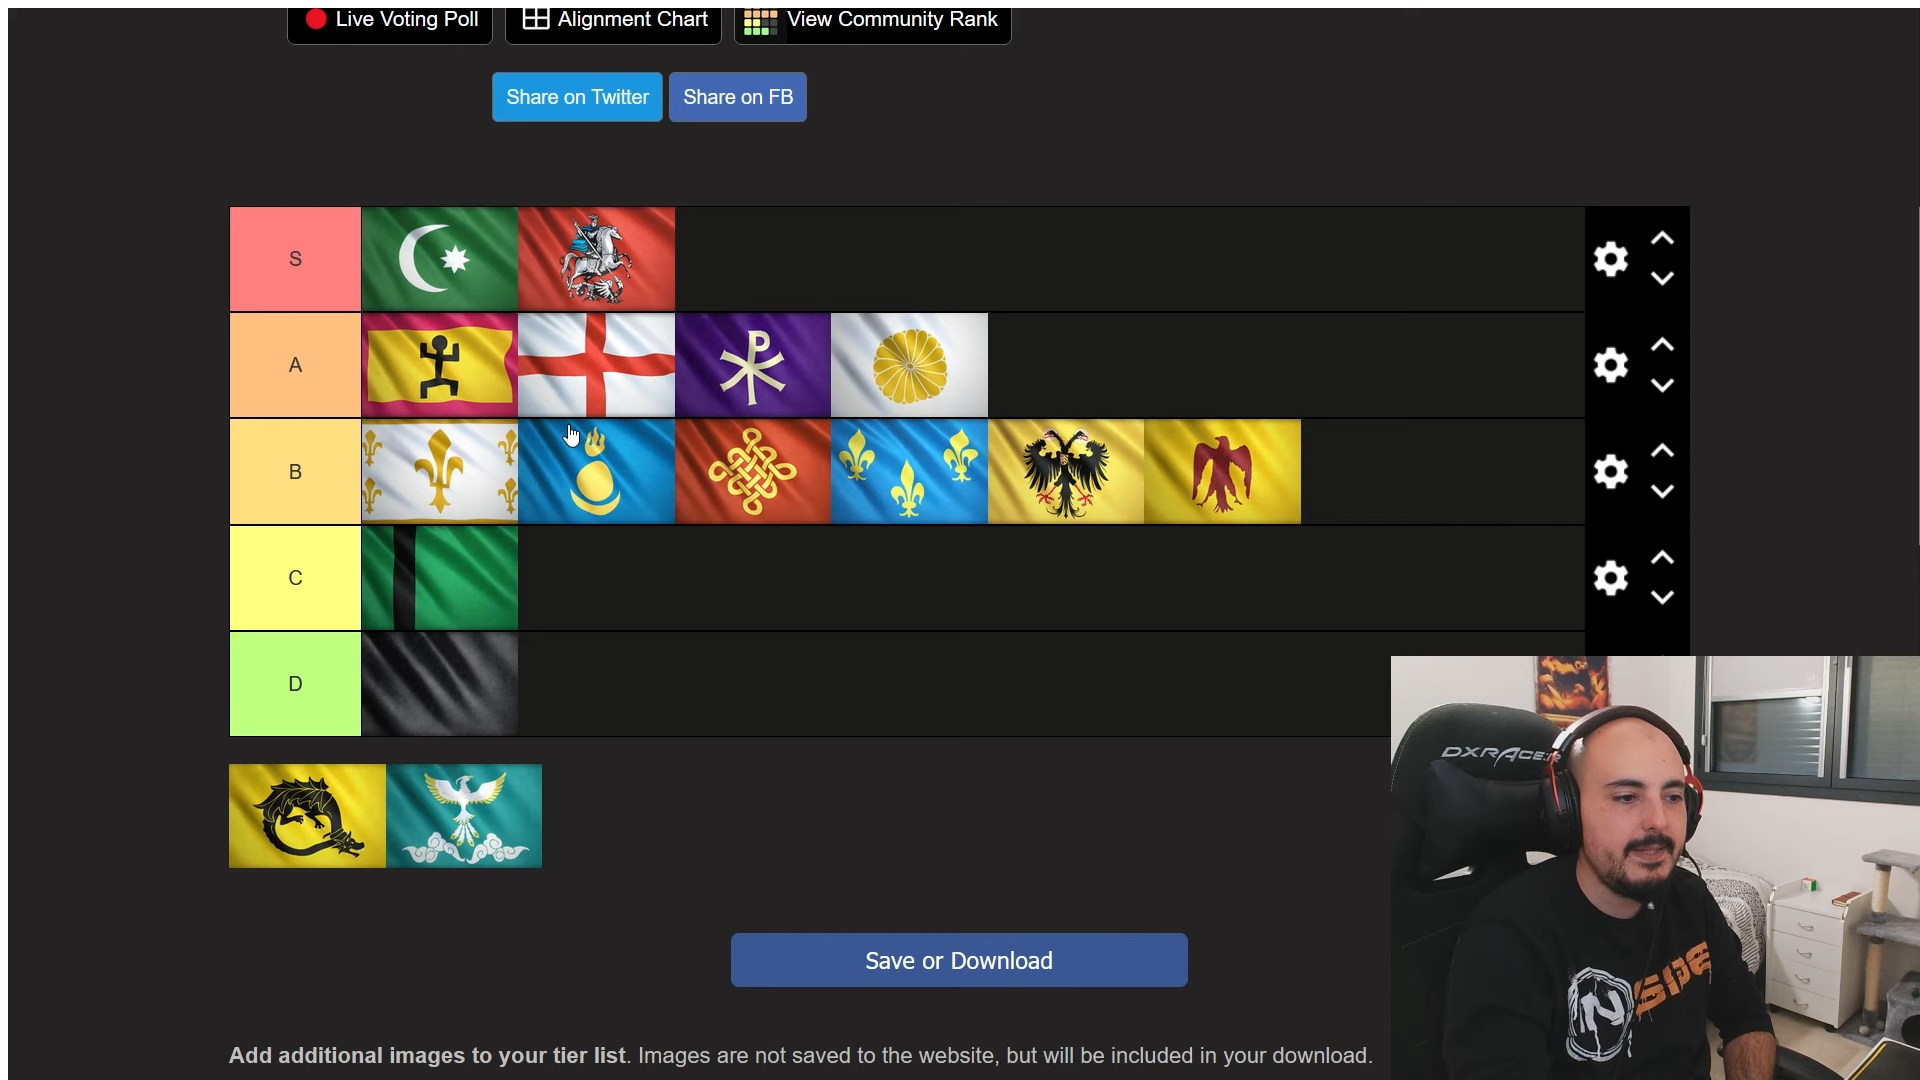 Live Voting Poll
Alignment Chart
View Community Rank
Share on Twitter
Share on FB
S
A
B
C
D
DXRACER
Save or Download
Add additional images to your tier list. Images are not saved to the website, but will be included in your download.